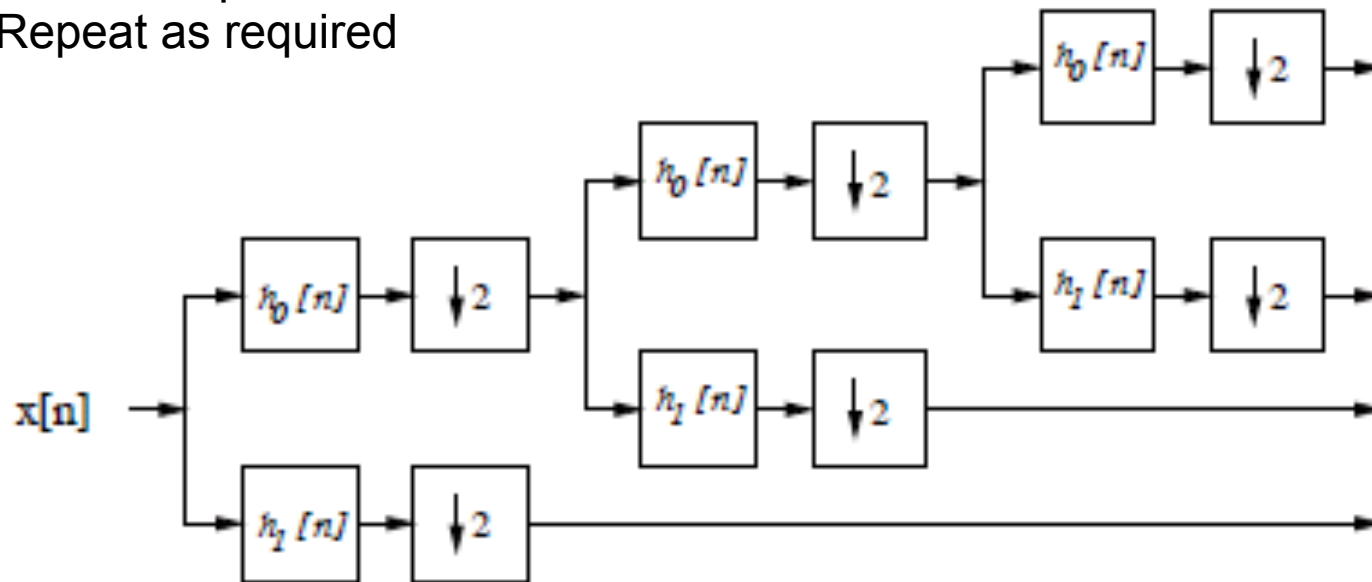 Repeat as required
h0[n] ↓2
h0[n] ↓2
h0[n] ↓2
h1[n] ↓2
h1[n] ↓2
x[n]
h1[n] ↓2